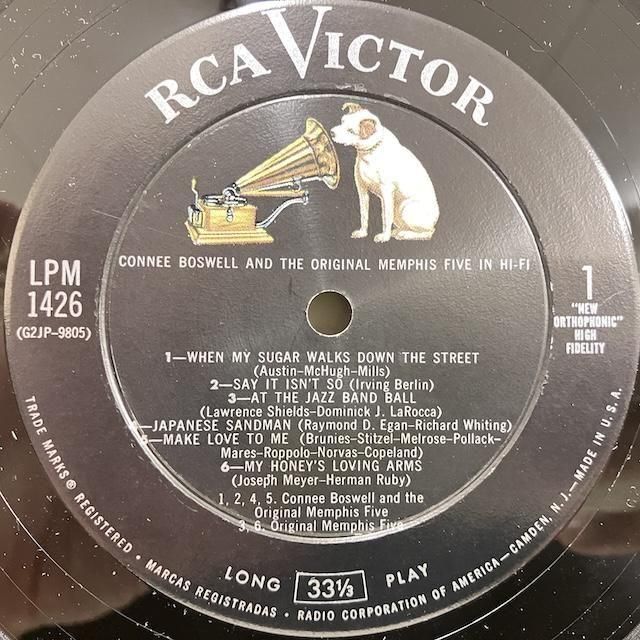 RCA VICTOR
CONNEE BOSWELL AND THE ORIGINAL MEMPHIS FIVE IN HI-FI
LPM
1426
(G2JP-9805)
1
"NEW
ORTHOPHONIC"
HIGH
FIDELITY
1—WHEN MY SUGAR WALKS DOWN THE STREET
(Austin-McHugh-Mills)
2—SAY IT ISN'T SO (Irving Berlin)
3—AT THE JAZZ BAND BALL
(Lawrence Shields-Dominick J. LaRocca)
4—JAPANESE SANDMAN (Raymond D. Egan-Richard Whiting)
5—MAKE LOVE TO ME (Brunies-Stitzel-Melrose-Pollack-
Mares-Roppolo-Norvas-Copeland)
6—MY HONEY'S LOVING ARMS
(Joseph Meyer-Herman Ruby)
1, 2, 4, 5. Connee Boswell and the
Original Memphis Five
3, 6. Original Memphis Five
LONG 33⅓ PLAY
TRADE MARKS ® REGISTERED • MARCAS REGISTRADAS • RADIO CORPORATION OF AMERICA—CAMDEN, N. J.—MADE IN U.S.A.